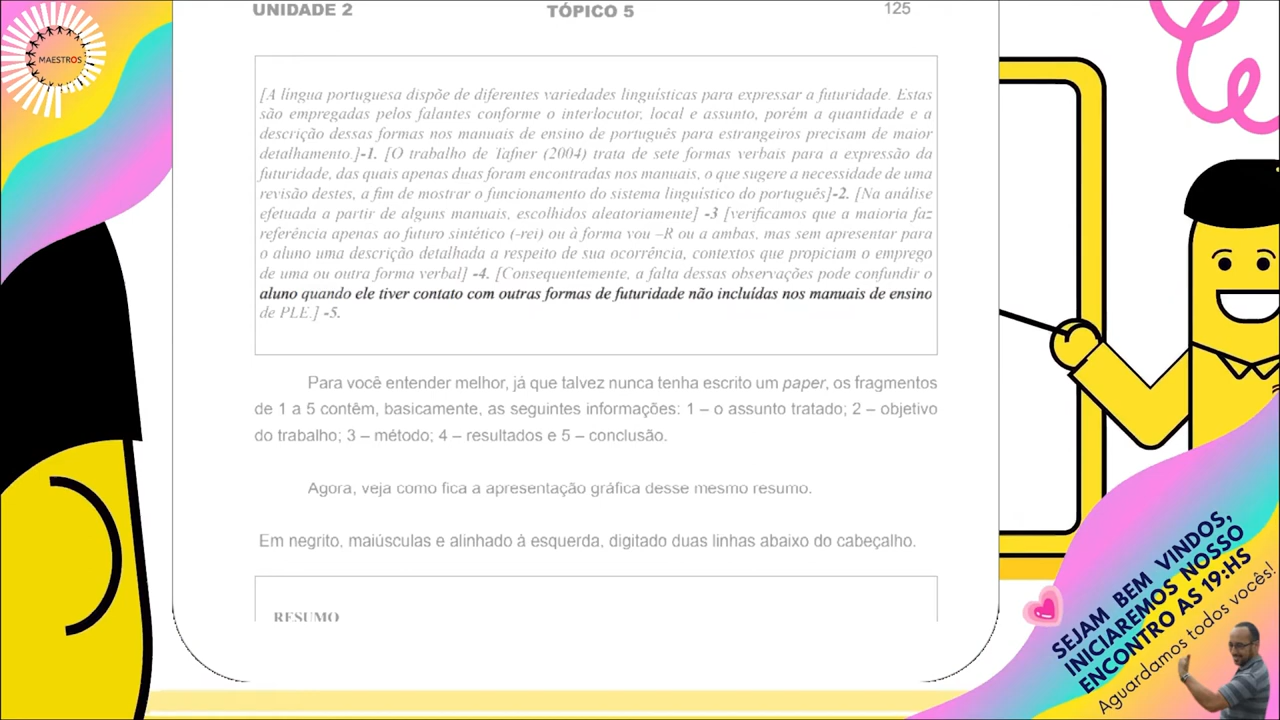 MAESTROS
UNIDADE 2 TÓPICO 5 125
[A língua portuguesa dispõe de diferentes variedades linguísticas para expressar a futuridade. Estas
são empregadas pelos falantes conforme o interlocutor, local e assunto, porém a quantidade e a
descrição dessas formas nos manuais de ensino de português para estrangeiros precisam de maior
detalhamento.]-1. [O trabalho de Tafner (2004) trata de sete formas verbais para a expressão da
futuridade, das quais apenas duas foram encontradas nos manuais, o que sugere a necessidade de uma
revisão destes, a fim de mostrar o funcionamento do sistema linguístico do português]-2. [Na análise
efetuada a partir de alguns manuais, escolhidos aleatoriamente] -3 [verificamos que a maioria faz
referência apenas ao futuro sintético (-rei) ou à forma vou –R ou a ambas, mas sem apresentar para
o aluno uma descrição detalhada a respeito de sua ocorrência, contextos que propiciam o emprego
de uma ou outra forma verbal] -4. [Consequentemente, a falta dessas observações pode confundir o
aluno quando ele tiver contato com outras formas de futuridade não incluídas nos manuais de ensino
de PLE.] -5.
Para você entender melhor, já que talvez nunca tenha escrito um paper, os fragmentos
de 1 a 5 contêm, basicamente, as seguintes informações: 1 – o assunto tratado; 2 – objetivo
do trabalho; 3 – método; 4 – resultados e 5 – conclusão.
Agora, veja como fica a apresentação gráfica desse mesmo resumo.
Em negrito, maiúsculas e alinhado à esquerda, digitado duas linhas abaixo do cabeçalho.
RESUMO
SEJAM BEM VINDOS,
INICIAREMOS NOSSO
ENCONTRO AS 19:HS
Aguardamos todos vocês!